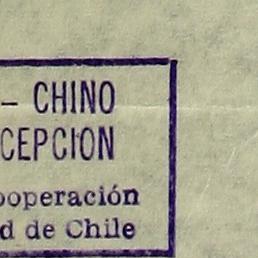 – CHINO
CEPCION
ooperación
d de Chile